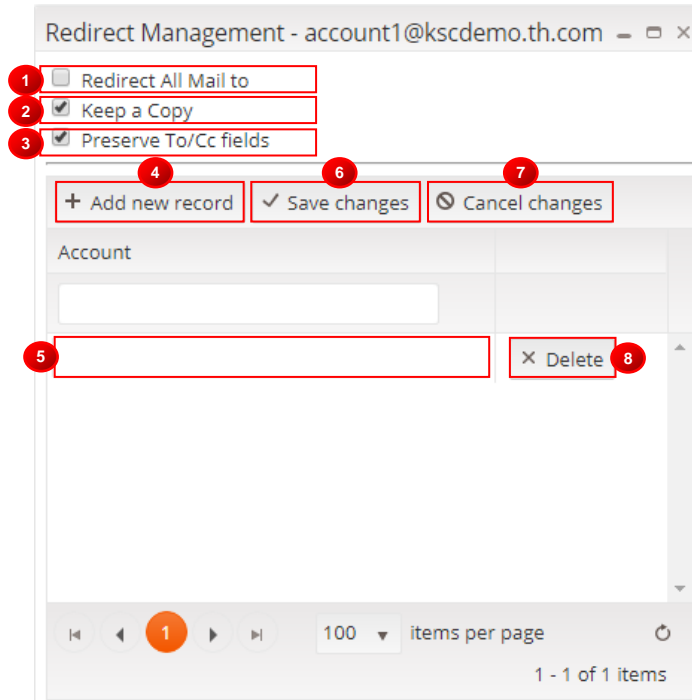 Redirect Management - account1@kscdemo.th.com
1 Redirect All Mail to
2 Keep a Copy
3 Preserve To/Cc fields
4 6 7
Add new record Save changes Cancel changes
Account
5 Delete 8
1 100 items per page
1 - 1 of 1 items